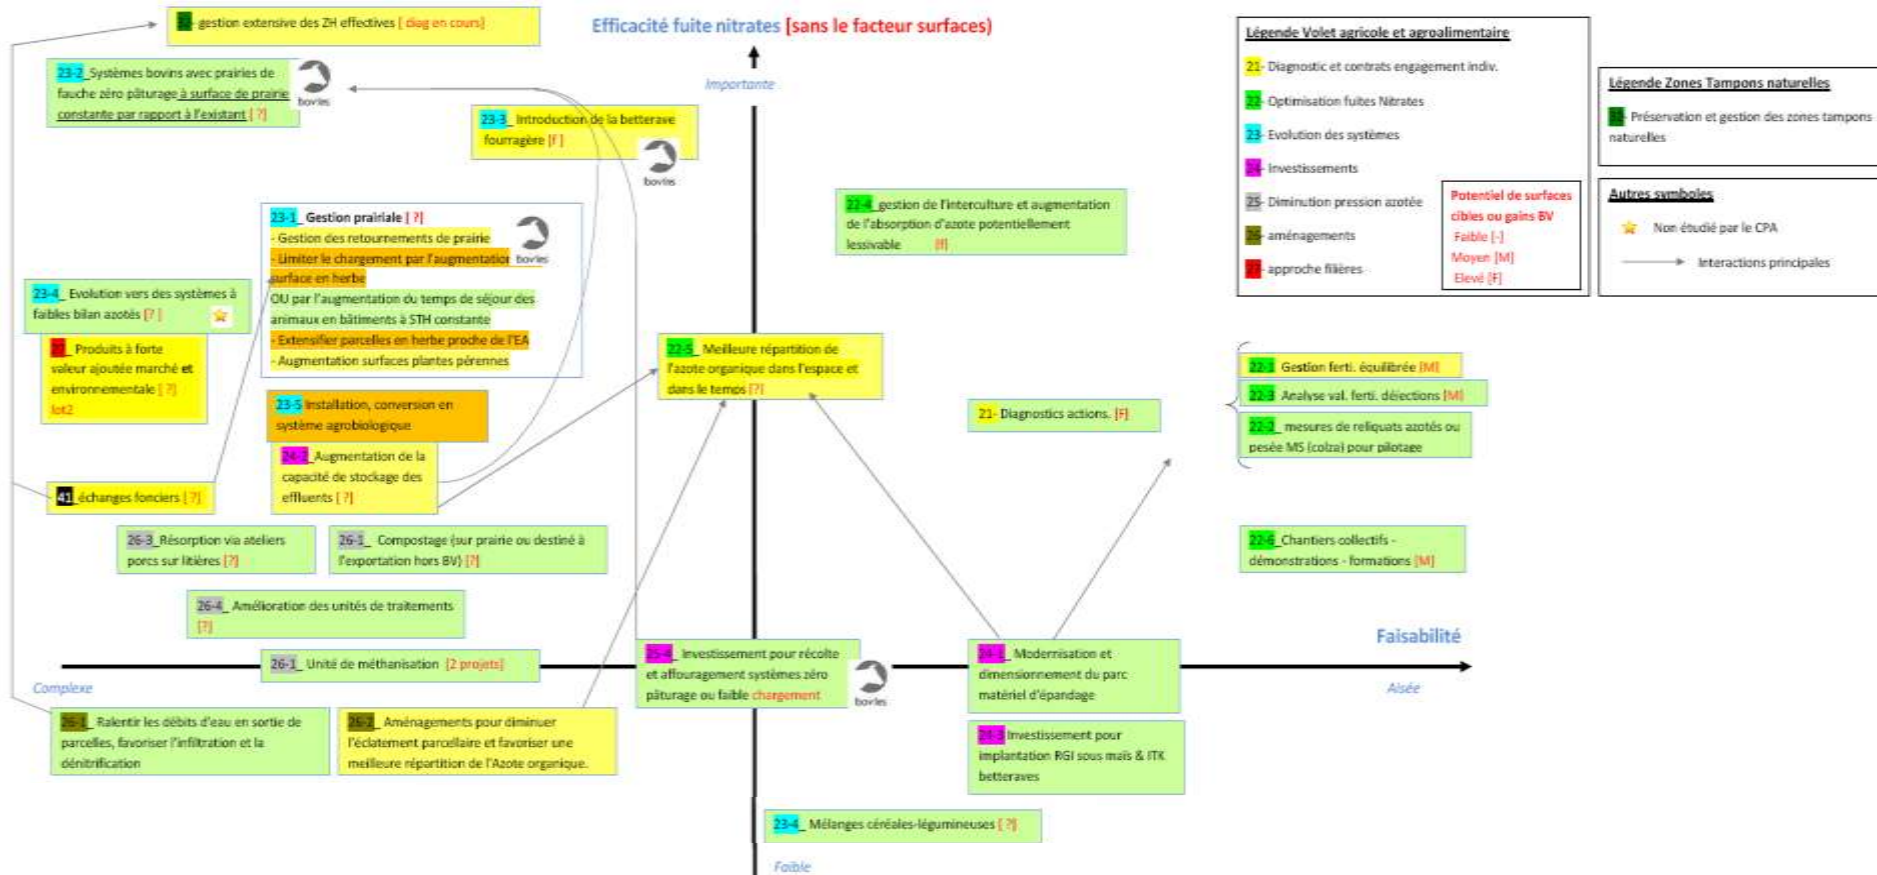 Efficacité fuite nitrates [sans le facteur surfaces]
Importante
gestion extensive des ZH effectives [ diag en cours]
23-2_Systèmes bovins avec prairies de
fauche zéro pâturage à surface de prairie
constante par rapport à l'existant [ ?]
bovins
23-3_ Introduction de la betterave
fourragère [f ]
bovins
23-1_ Gestion prairiale [ ?]
- Gestion des retournements de prairie
- Limiter le chargement par l'augmentation
surface en herbe
OU par l'augmentation du temps de séjour des
animaux en bâtiments à STH constante
- Extensifier parcelles en herbe proche de l'EA
- Augmentation surfaces plantes pérennes
bovins
22-4_gestion de l'interculture et augmentation
de l'absorption d'azote potentiellement
lessivable [f]
23-4_ Evolution vers des systèmes à
faibles bilan azotés [? ]
27_ Produits à forte
valeur ajoutée marché et
environnementale [ ?]
lot2
22-5_ Meilleure répartition de
l'azote organique dans l'espace et
dans le temps [?]
23-5 Installation, conversion en
système agrobiologique
24-2_Augmentation de la
capacité de stockage des
effluents [ ?]
41_échanges fonciers [ ?]
21- Diagnostics actions. [F]
22-1 Gestion ferti. équilibrée [M]
22-3 Analyse val. ferti. déjections [M]
22-2_ mesures de reliquats azotés ou
pesée MS (colza) pour pilotage
26-3_Résorption via ateliers
porcs sur litières [?]
26-1_ Compostage (sur prairie ou destiné à
l'exportation hors BV) [?]
22-6_Chantiers collectifs -
démonstrations - formations [M]
26-4_ Amélioration des unités de traitements
[?]
26-1_ Unité de méthanisation [2 projets]
25-4_ Investissement pour récolte
et affouragement systèmes zéro
pâturage ou faible chargement
bovins
24-1_ Modernisation et
dimensionnement du parc
matériel d'épandage
Faisabilité
Complexe
Aisée
26-1_ Ralentir les débits d'eau en sortie de
parcelles, favoriser l'infiltration et la
dénitrification
26-2_ Aménagements pour diminuer
l'éclatement parcellaire et favoriser une
meilleure répartition de l'Azote organique.
24-3 Investissement pour
implantation RGI sous maïs & ITK
betteraves
23-4_ Mélanges céréales-légumineuses [ ?]
Faible
Légende Volet agricole et agroalimentaire
21- Diagnostic et contrats engagement indiv.
22- Optimisation fuites Nitrates
23- Evolution des systèmes
24- Investissements
25- Diminution pression azotée
26- aménagements
27- approche filières
Potentiel de surfaces
cibles ou gains BV
Faible [-]
Moyen [M]
Elevé [F]
Légende Zones Tampons naturelles
Préservation et gestion des zones tampons
naturelles
Autres symboles
Non étudié par le CPA
Interactions principales